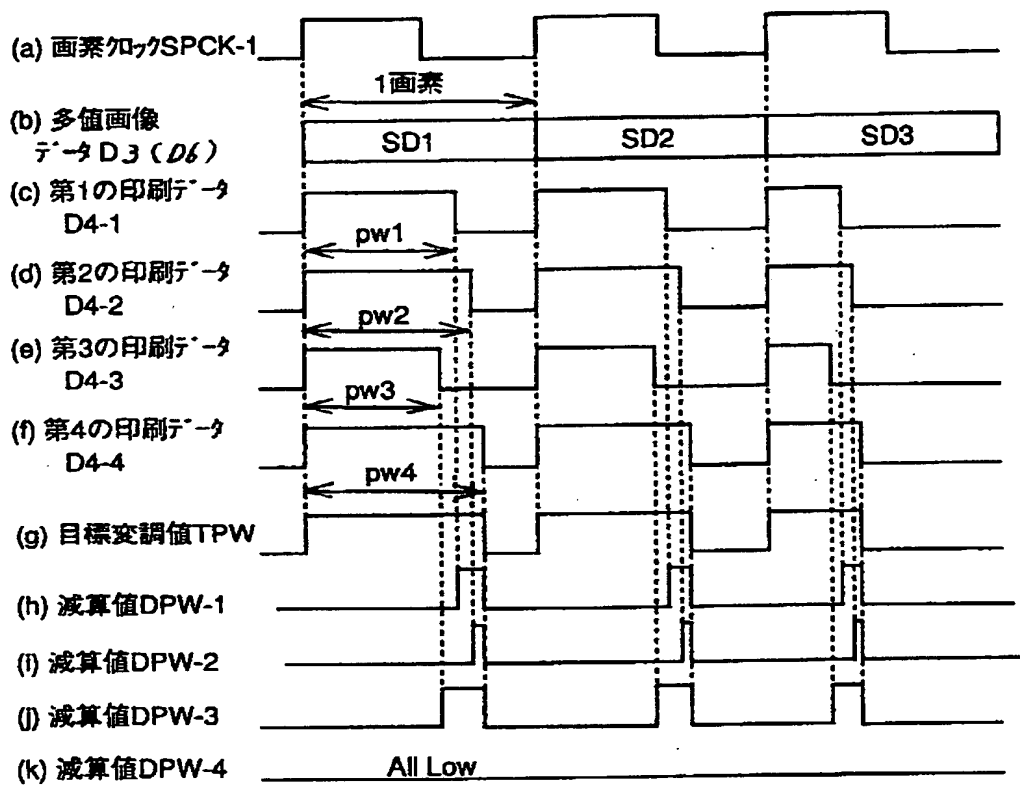 (a) 画素クロックSPCK-1
1画素
(b) 多値画像
データD3(D6)
SD1 SD2 SD3
(c) 第1の印刷データ
D4-1
pw1
(d) 第2の印刷データ
D4-2
pw2
(e) 第3の印刷データ
D4-3
pw3
(f) 第4の印刷データ
D4-4
pw4
(g) 目標変調値TPW
(h) 減算値DPW-1
(i) 減算値DPW-2
(j) 減算値DPW-3
(k) 減算値DPW-4
All Low